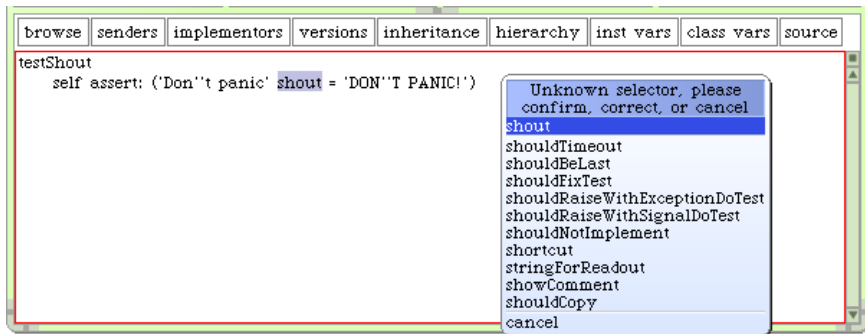 browse senders implementors versions inheritance hierarchy inst vars class vars source
testShout
self assert: ('Don''t panic' shout = 'DON''T PANIC!')
Unknown selector, please
confirm, correct, or cancel
shout
shouldTimeout
shouldBeLast
shouldFixTest
shouldRaiseWithExceptionDoTest
shouldRaiseWithSignalDoTest
shouldNotImplement
shortcut
stringForReadout
showComment
shouldCopy
cancel